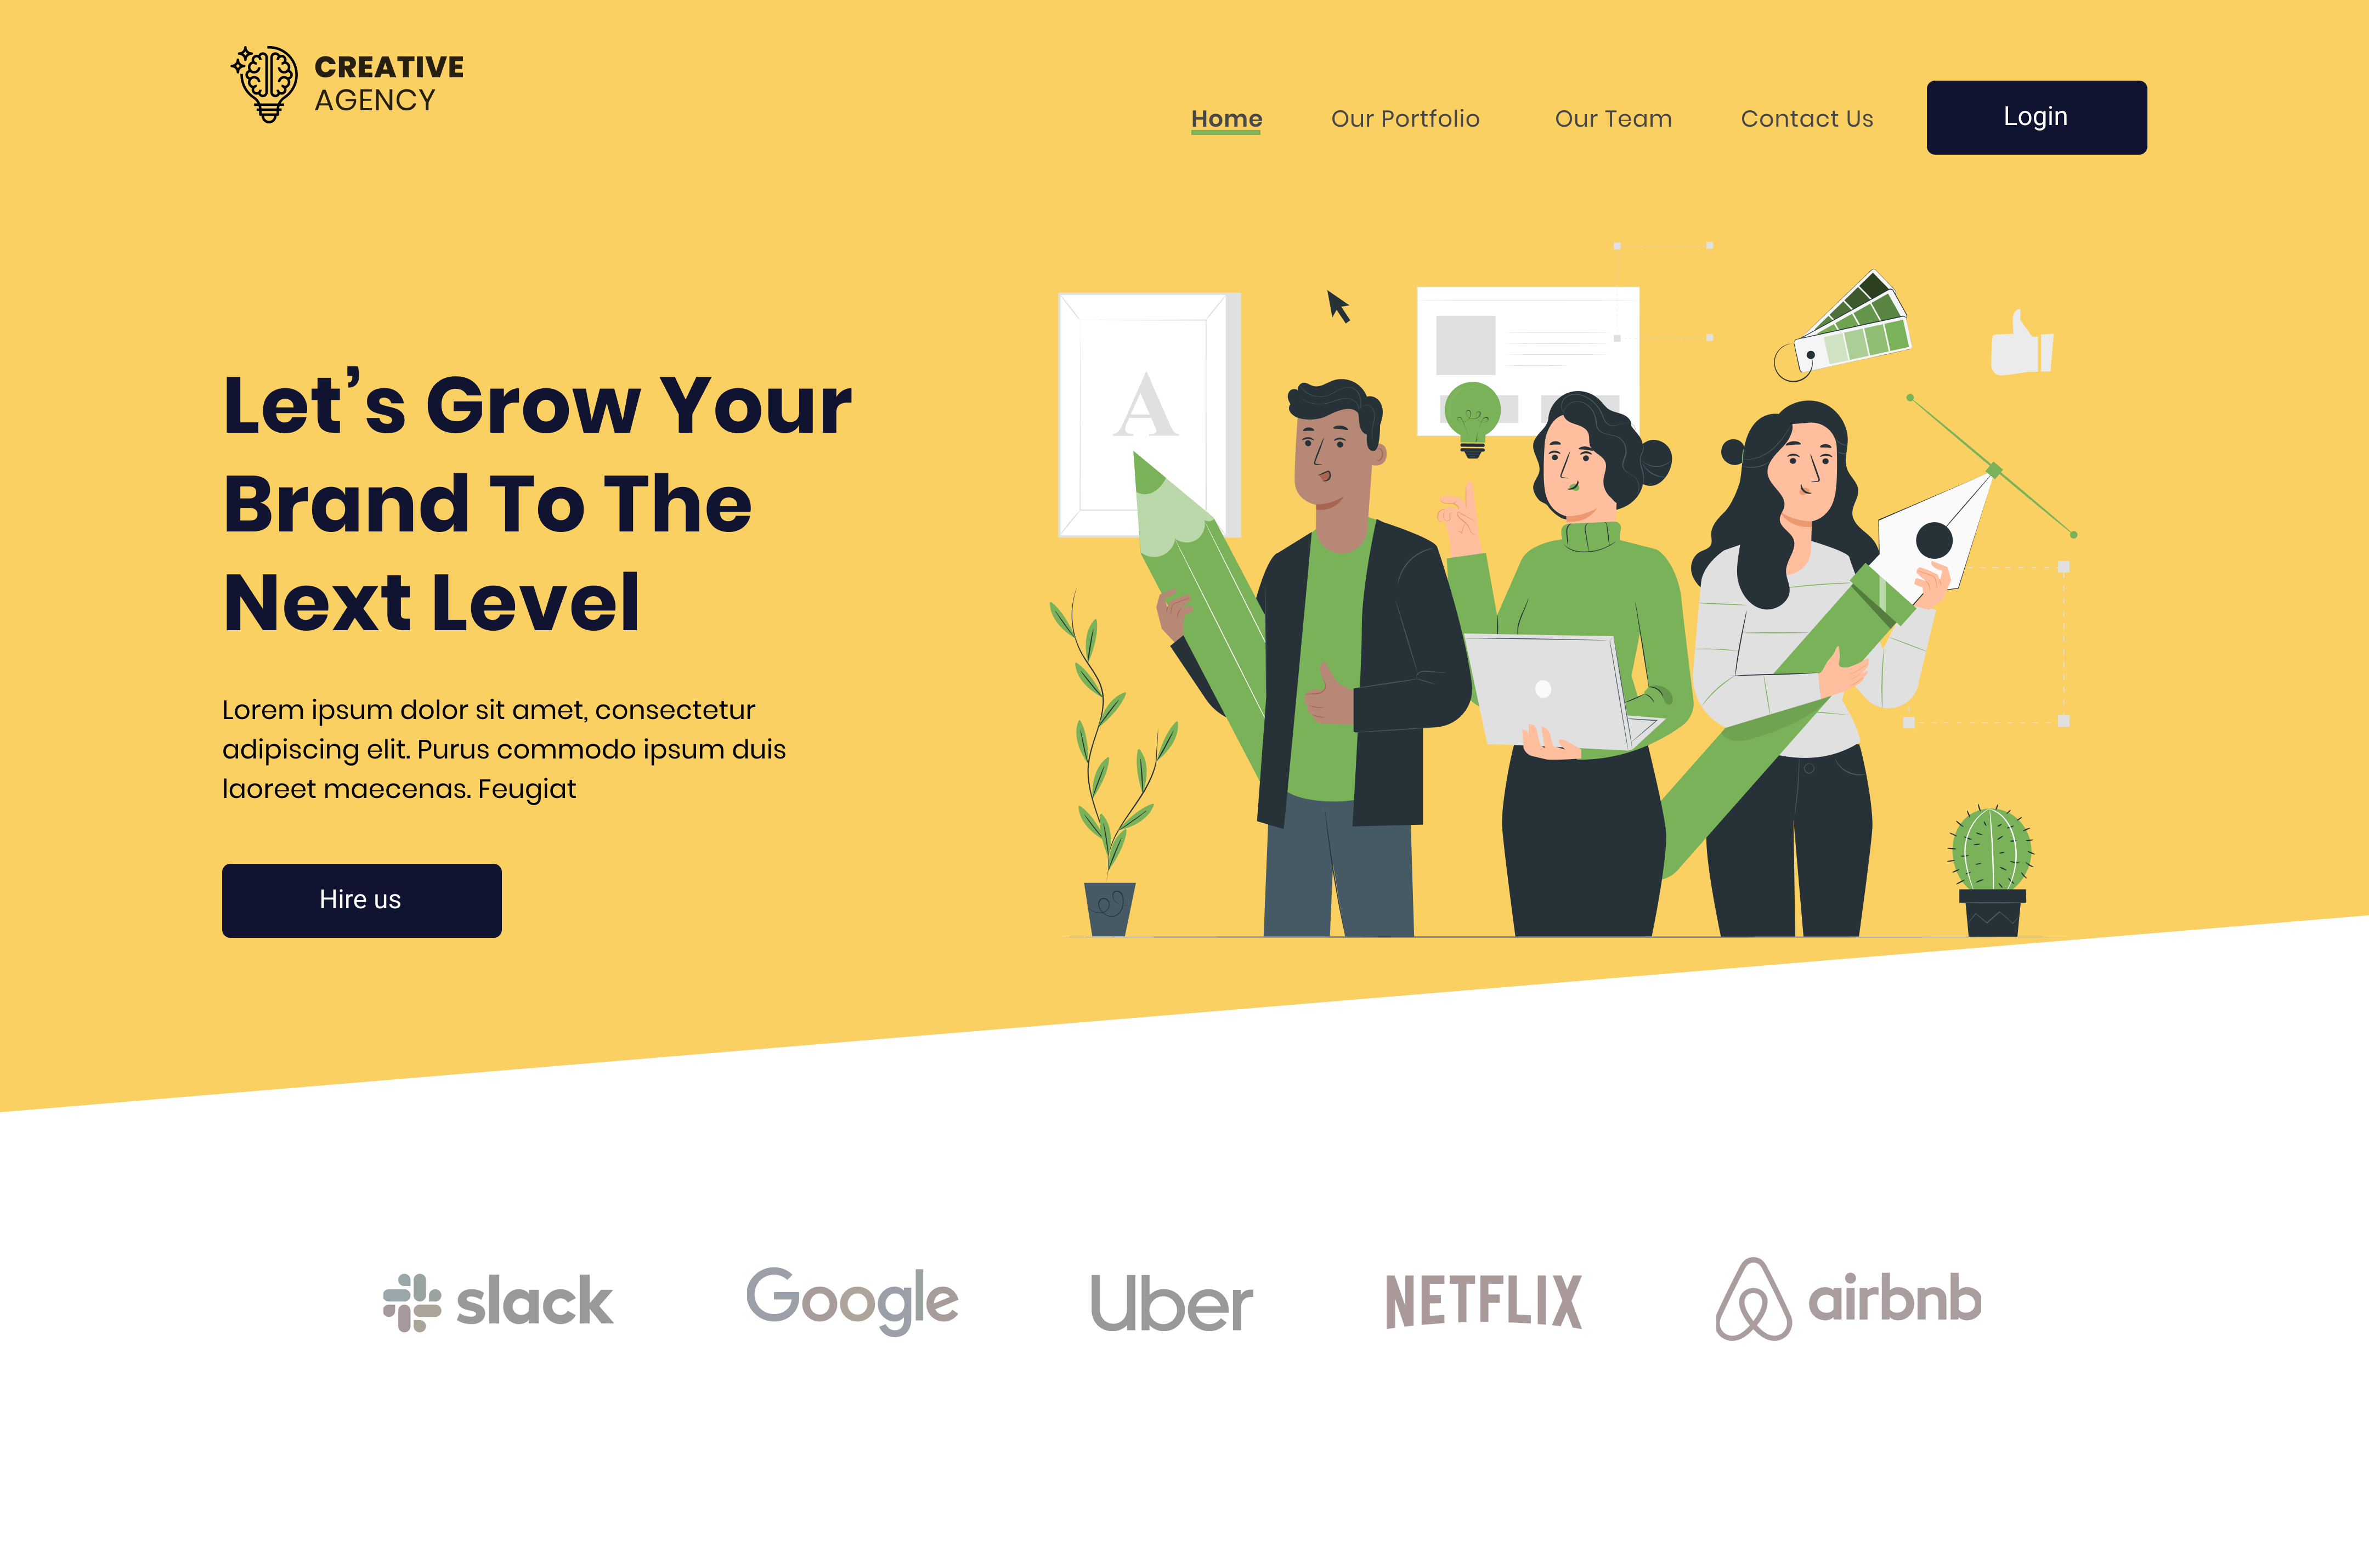 CREATIVE
AGENCY
Home Our Portfolio Our Team Contact Us Login
Let’s Grow Your
Brand To The
Next Level
Lorem ipsum dolor sit amet, consectetur
adipiscing elit. Purus commodo ipsum duis
laoreet maecenas. Feugiat
Hire us
A
slack Google Uber NETFLIX airbnb